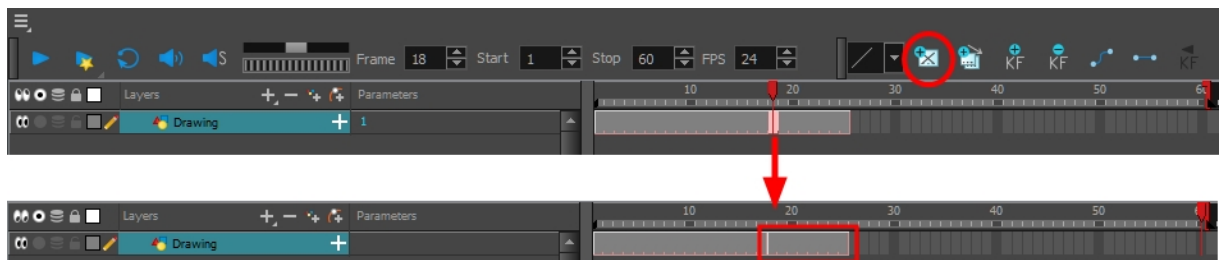 S Frame 18 Start 1 Stop 60 FPS 24 KF KF KF
Layers Parameters 10 20 30 40 50 60
Drawing 1
Layers Parameters 10 20 30 40 50
Drawing